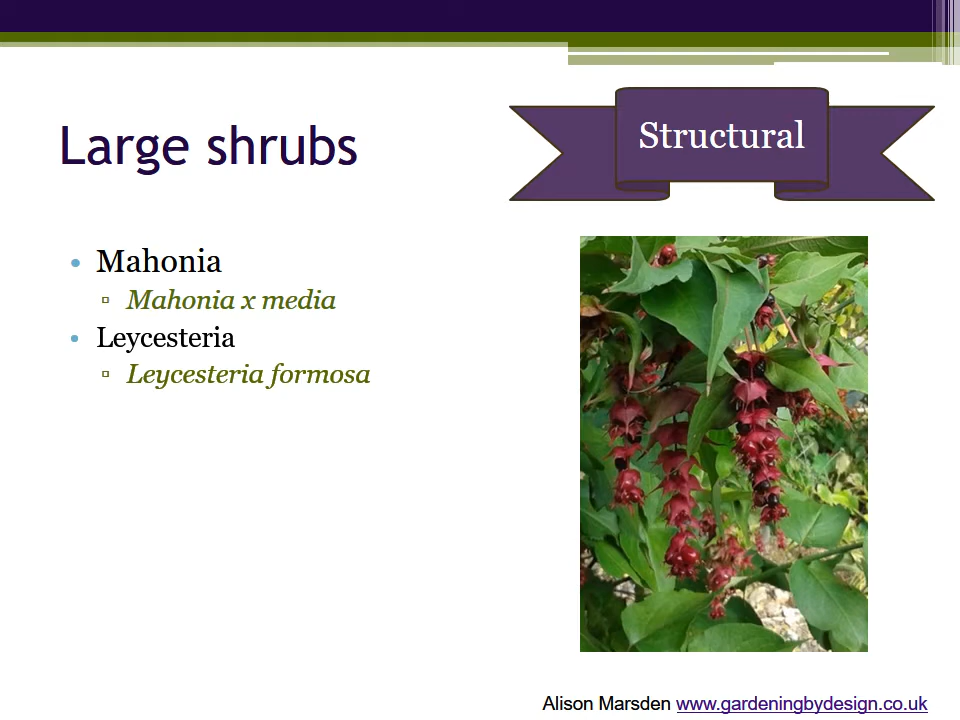 Large shrubs
Structural
• Mahonia
▫ Mahonia x media
• Leycesteria
▫ Leycesteria formosa
Alison Marsden www.gardeningbydesign.co.uk